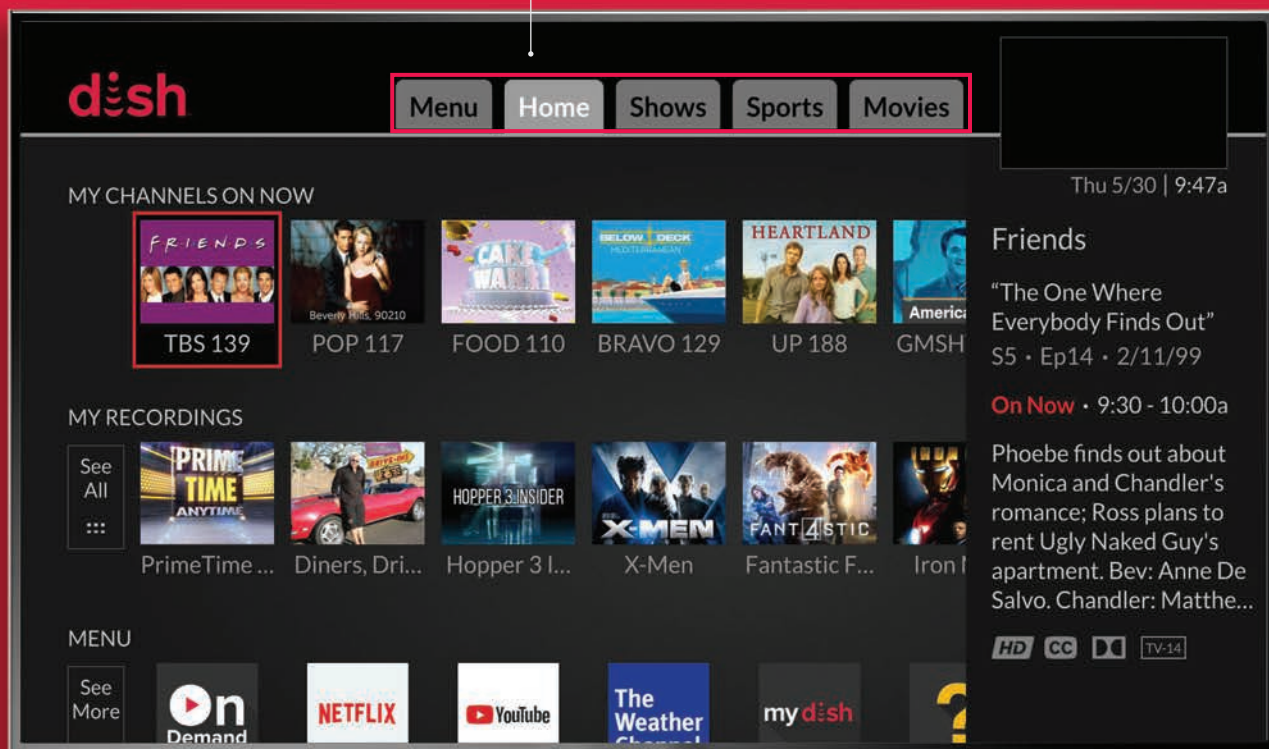 dish
Menu Home Shows Sports Movies
Thu 5/30 | 9:47a
MY CHANNELS ON NOW
FRIENDS
Beverly Hills, 90210
CAKE
WARS
BELOW DECK
MEDITERRANEAN
HEARTLAND
America
TBS 139
POP 117
FOOD 110
BRAVO 129
UP 188
GMSH
MY RECORDINGS
See
All
PRIME
TIME
ANYTIME
DRIVE-INS
HOPPER 3 INSIDER
X-MEN
FANT4STIC
IRON
PrimeTime ...
Diners, Dri...
Hopper 3 I...
X-Men
Fantastic F...
Iron
MENU
See
More
On
Demand
NETFLIX
YouTube
The
Weather
Channel
my dish
?
Friends
“The One Where
Everybody Finds Out”
S5 • Ep14 • 2/11/99
On Now • 9:30 - 10:00a
Phoebe finds out about
Monica and Chandler's
romance; Ross plans to
rent Ugly Naked Guy's
apartment. Bev: Anne De
Salvo. Chandler: Matthe...
HD CC TV-14